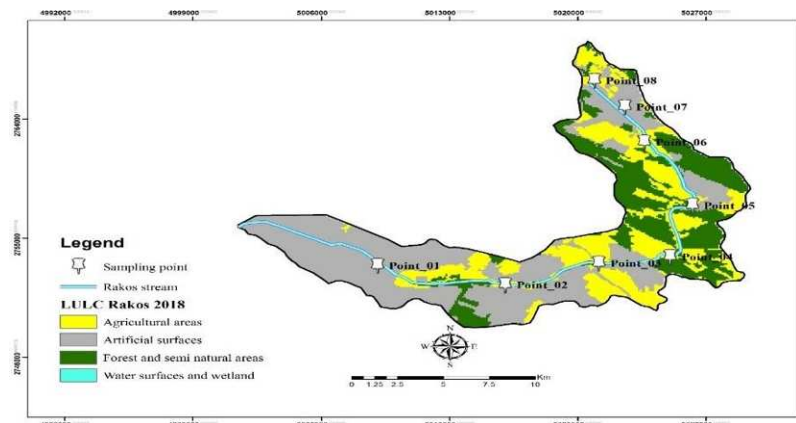 4992000 4999000 5006000 5013000 5020000 5027000
Point_08
Point_07
2764000
Point_06
Point_05
2755000
Legend
Sampling point
Rakos stream
LULC Rakos 2018
Agricultural areas
Artificial surfaces
Forest and semi natural areas
Water surfaces and wetland
Point_01
Point_02
Point_03
Point_04
N
W
Km
0 1.25 2.5 5 7.5 10